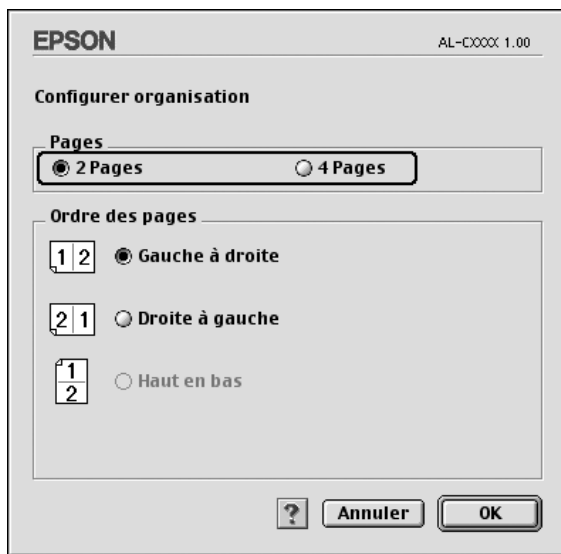 EPSON AL-CXXXX 1.00
Configurer organisation
Pages
2 Pages 4 Pages
Ordre des pages
1 2 Gauche à droite
2 1 Droite à gauche
1
2 Haut en bas
? Annuler OK